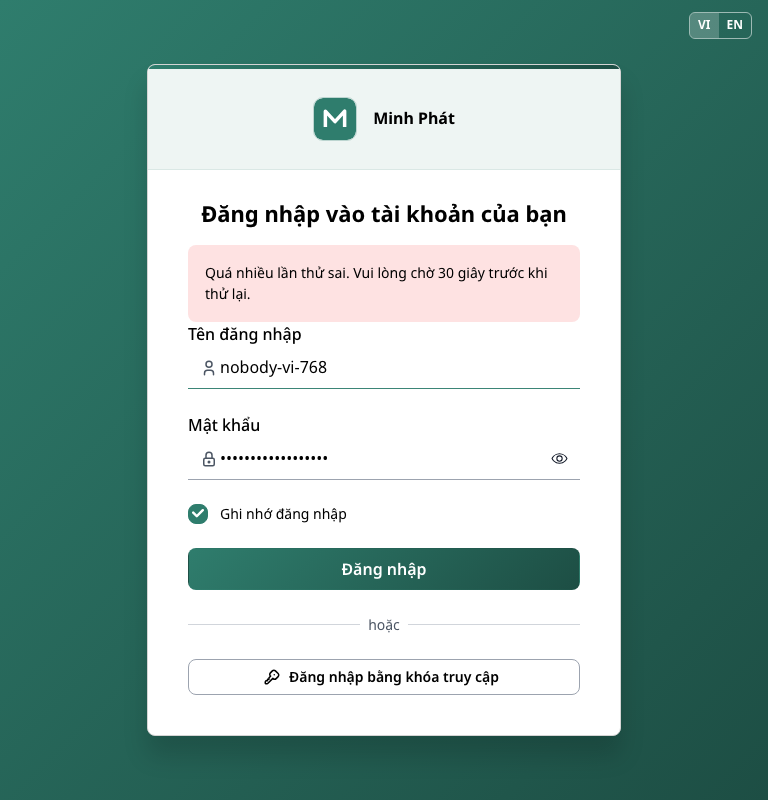 VI EN
Minh Phát
Đăng nhập vào tài khoản của bạn
Quá nhiều lần thử sai. Vui lòng chờ 30 giây trước khi
thử lại.
Tên đăng nhập
nobody-vi-768
Mật khẩu
••••••••••••••••••
Ghi nhớ đăng nhập
Đăng nhập
hoặc
Đăng nhập bằng khóa truy cập